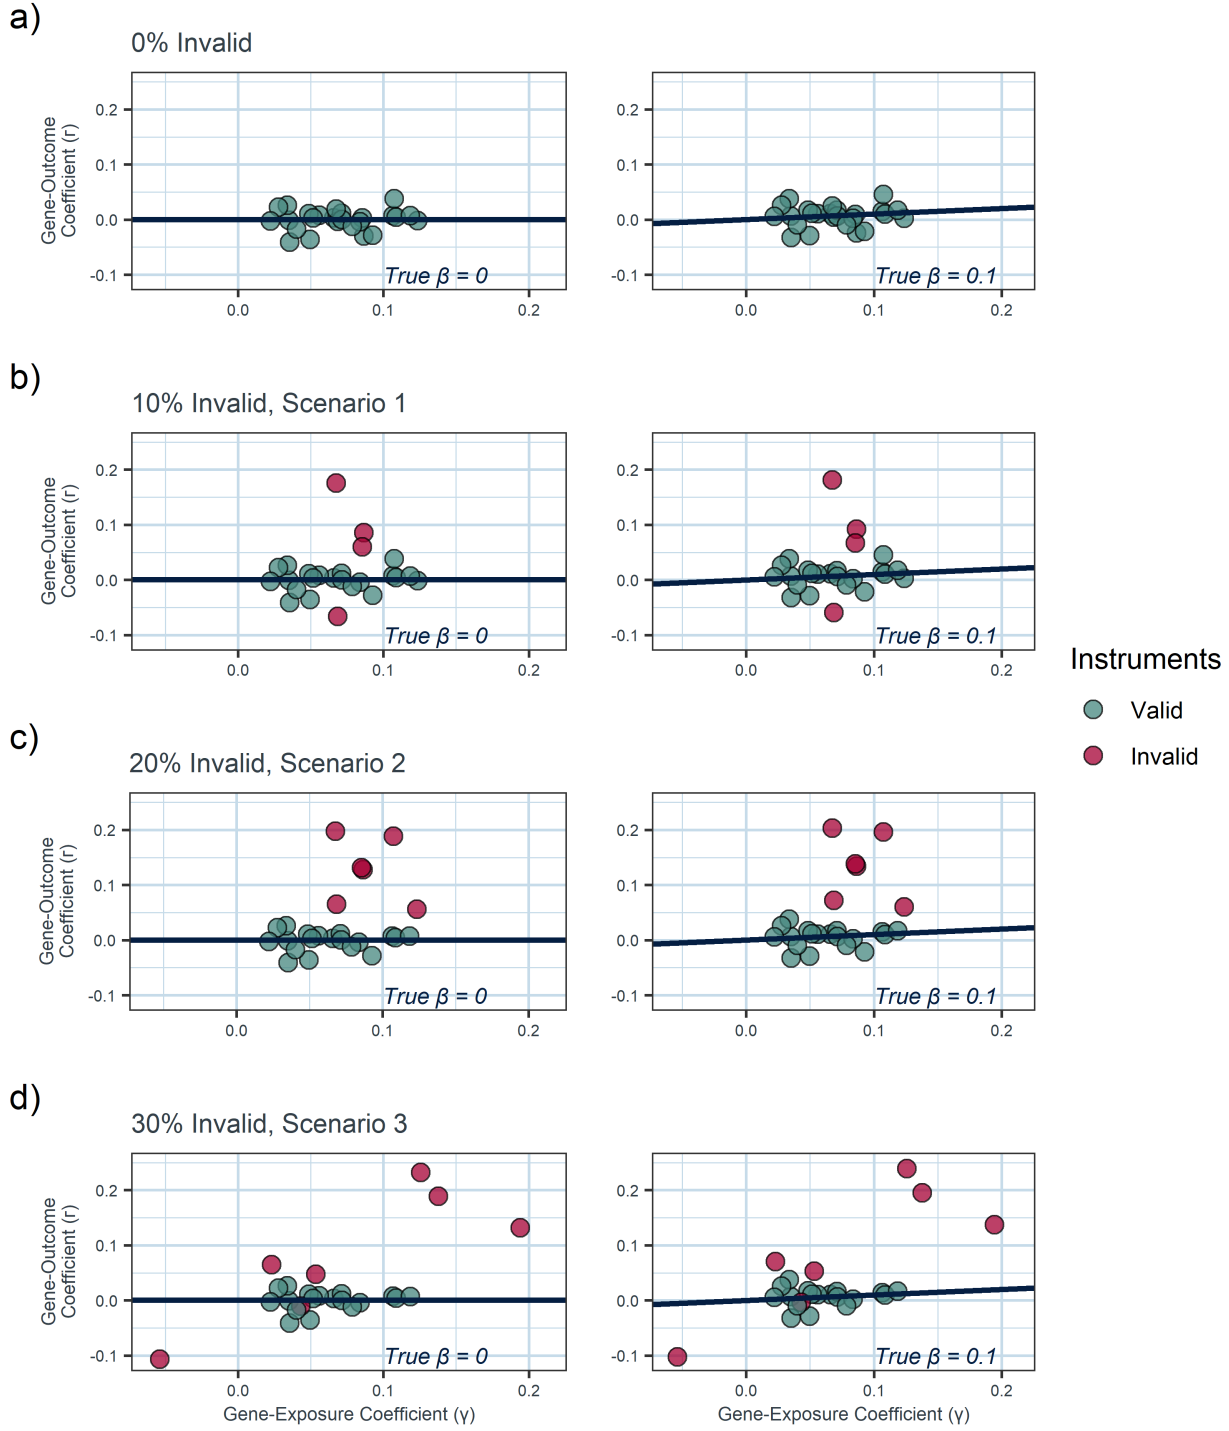 a)
0% Invalid
Gene-Outcome
Coefficient (r)
0.2
0.1
0.0
-0.1
True β = 0
0.0 0.1 0.2
0.2
0.1
0.0
-0.1
True β = 0.1
0.0 0.1 0.2
b)
10% Invalid, Scenario 1
Gene-Outcome
Coefficient (r)
0.2
0.1
0.0
-0.1
True β = 0
0.0 0.1 0.2
0.2
0.1
0.0
-0.1
True β = 0.1
0.0 0.1 0.2
Instruments
Valid
Invalid
c)
20% Invalid, Scenario 2
Gene-Outcome
Coefficient (r)
0.2
0.1
0.0
-0.1
True β = 0
0.0 0.1 0.2
0.2
0.1
0.0
-0.1
True β = 0.1
0.0 0.1 0.2
d)
30% Invalid, Scenario 3
Gene-Outcome
Coefficient (r)
0.2
0.1
0.0
-0.1
True β = 0
0.0 0.1 0.2
Gene-Exposure Coefficient (γ)
0.2
0.1
0.0
-0.1
True β = 0.1
0.0 0.1 0.2
Gene-Exposure Coefficient (γ)